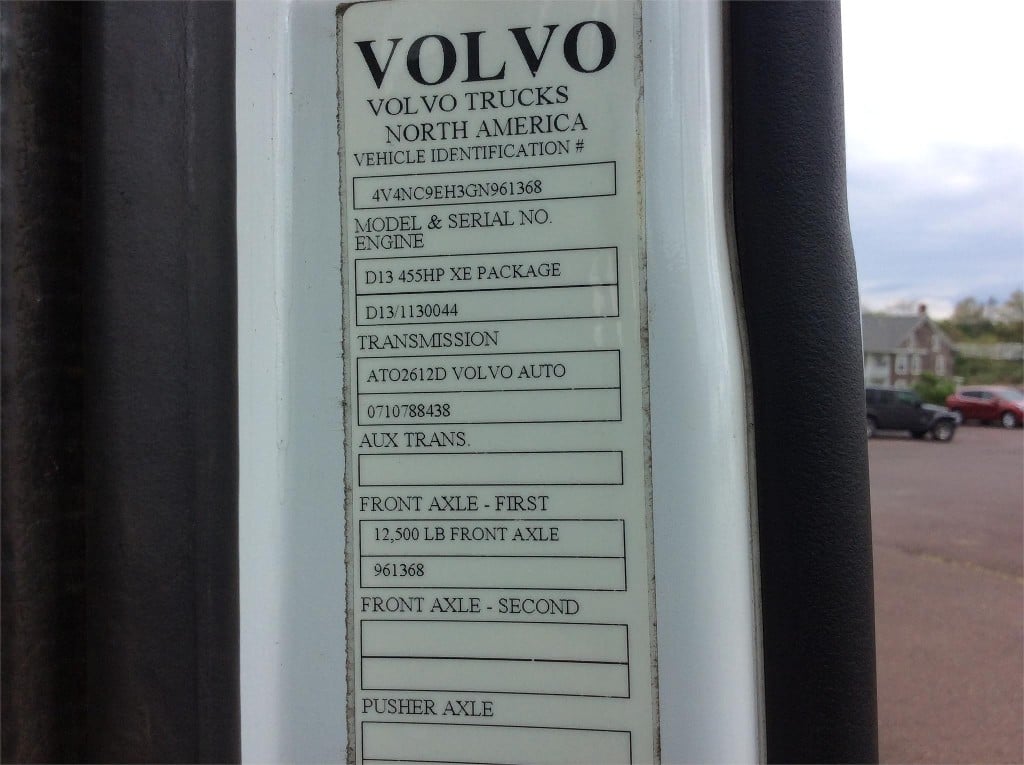 VOLVO
VOLVO TRUCKS
NORTH AMERICA
VEHICLE IDENTIFICATION #
4V4NC9EH3GN961368
MODEL & SERIAL NO.
ENGINE
D13 455HP XE PACKAGE
D13/1130044
TRANSMISSION
ATO2612D VOLVO AUTO
0710788438
AUX TRANS.
FRONT AXLE - FIRST
12,500 LB FRONT AXLE
961368
FRONT AXLE - SECOND
PUSHER AXLE